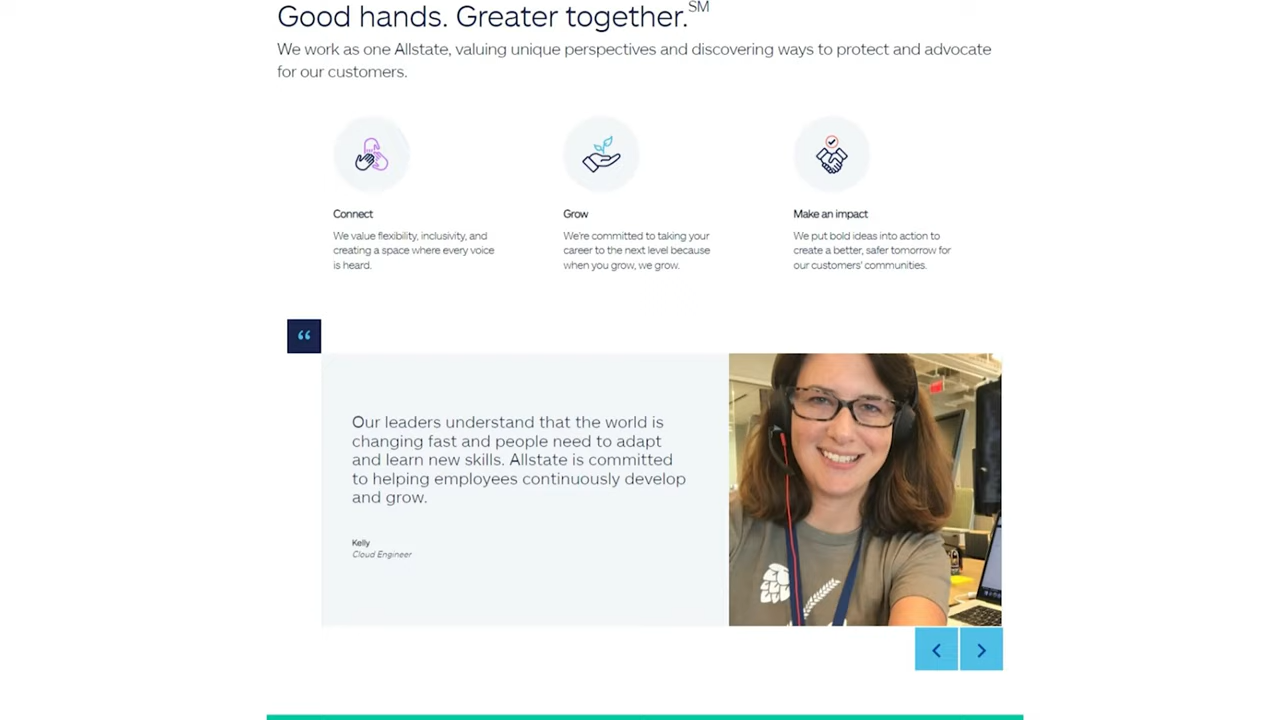 Good hands. Greater together.SM
We work as one Allstate, valuing unique perspectives and discovering ways to protect and advocate
for our customers.
Connect
We value flexibility, inclusivity, and
creating a space where every voice
is heard.
Grow
We're committed to taking your
career to the next level because
when you grow, we grow.
Make an impact
We put bold ideas into action to
create a better, safer tomorrow for
our customers' communities.
“
Our leaders understand that the world is
changing fast and people need to adapt
and learn new skills. Allstate is committed
to helping employees continuously develop
and grow.
Kelly
Cloud Engineer